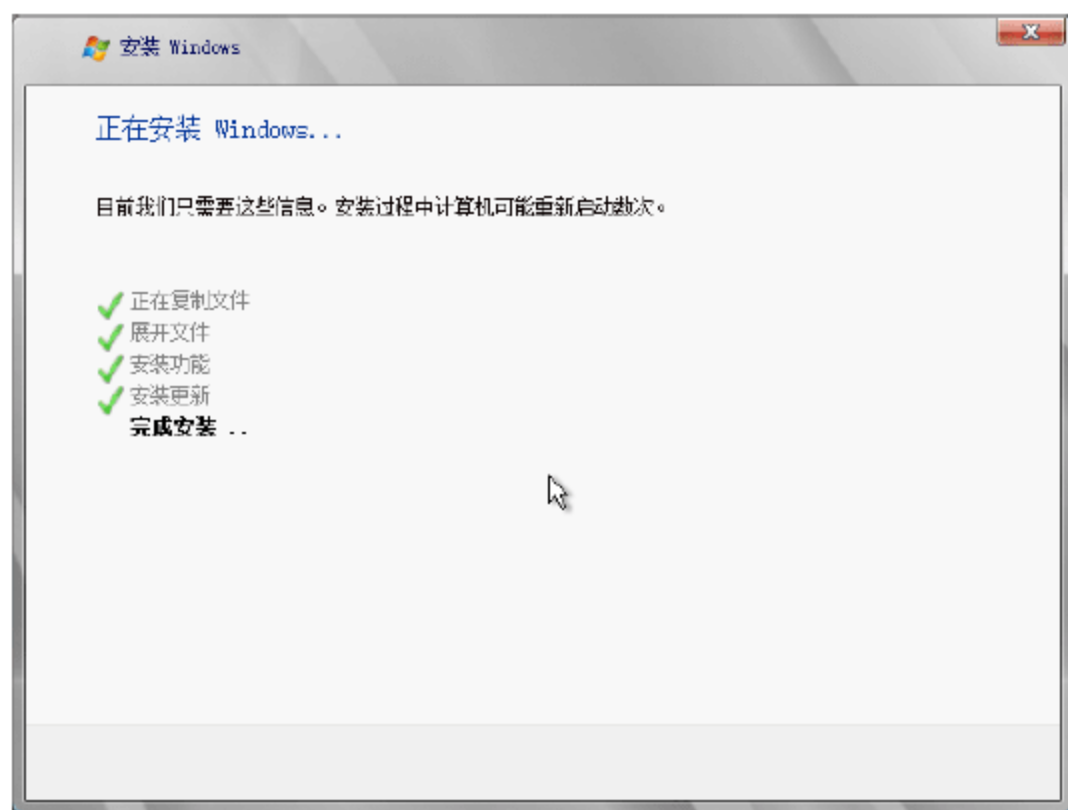 安装 Windows
正在安装 Windows...
目前我们只需要这些信息。安装过程中计算机可能重新启动数次。
正在复制文件
展开文件
安装功能
安装更新
完成安装 ..